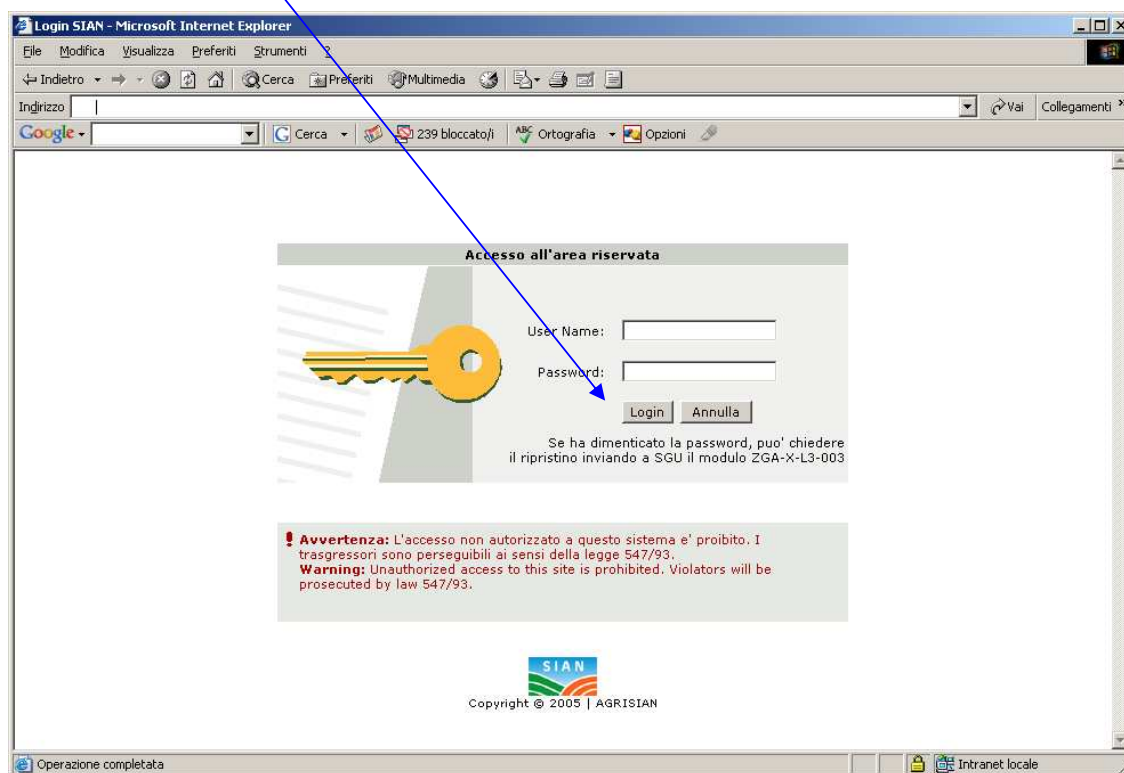 Login SIAN - Microsoft Internet Explorer
File Modifica Visualizza Preferiti Strumenti ?
Indietro Cerca Preferiti Multimedia
Indirizzo Vai Collegamenti »
Google Cerca 239 bloccato/i ABC Ortografia Opzioni
Accesso all'area riservata
User Name:
Password:
Login Annulla
Se ha dimenticato la password, puo' chiedere
il ripristino inviando a SGU il modulo ZGA-X-L3-003
! Avvertenza: L'accesso non autorizzato a questo sistema e' proibito. I
trasgressori sono perseguibili ai sensi della legge 547/93.
Warning: Unauthorized access to this site is prohibited. Violators will be
prosecuted by law 547/93.
SIAN
Copyright © 2005 | AGRISIAN
Operazione completata Intranet locale